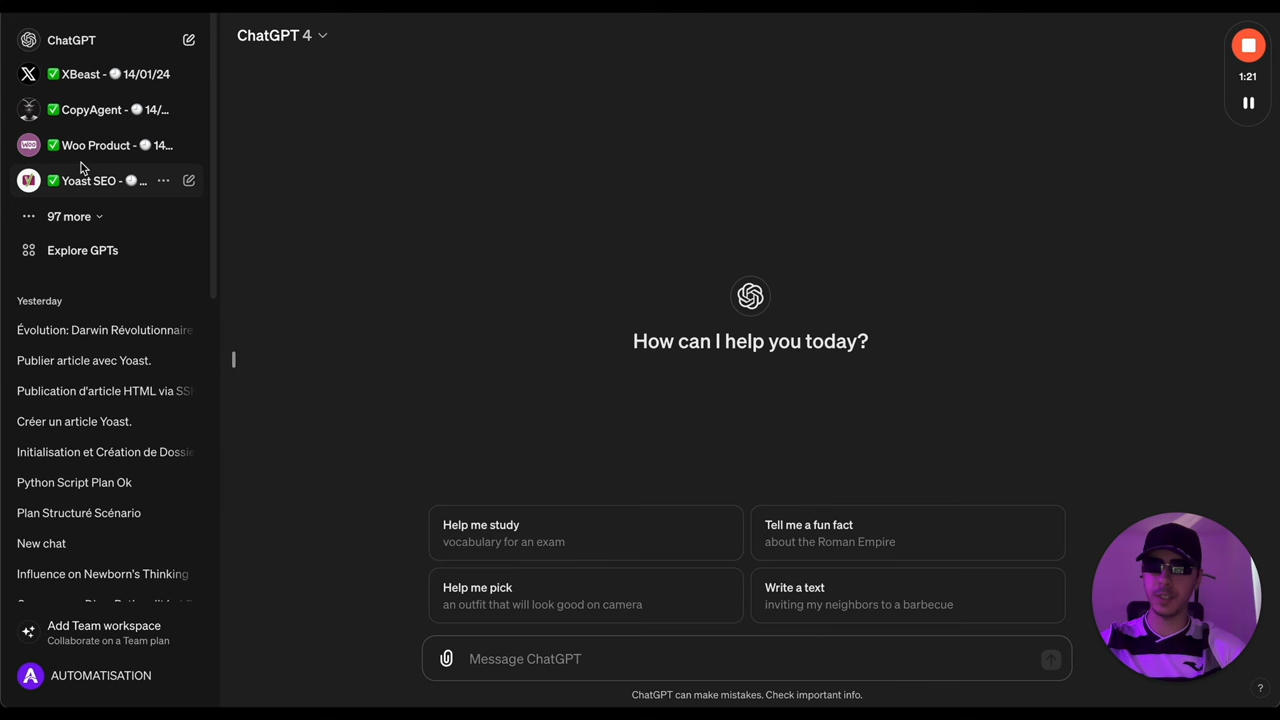 ChatGPT
✅ XBeast - 🕘 14/01/24
✅ CopyAgent - 🕘 14/...
✅ Woo Product - 🕘 14...
✅ Yoast SEO - 🕘 ...
97 more
Explore GPTs
Yesterday
Évolution: Darwin Révolutionnaire
Publier article avec Yoast.
Publication d'article HTML via SSH
Créer un article Yoast.
Initialisation et Création de Dossie
Python Script Plan Ok
Plan Structuré Scénario
New chat
Influence on Newborn's Thinking
Add Team workspace
Collaborate on a Team plan
A AUTOMATISATION
ChatGPT 4
How can I help you today?
Help me study
vocabulary for an exam
Tell me a fun fact
about the Roman Empire
Help me pick
an outfit that will look good on camera
Write a text
inviting my neighbors to a barbecue
Message ChatGPT
ChatGPT can make mistakes. Check important info.
1:21
?